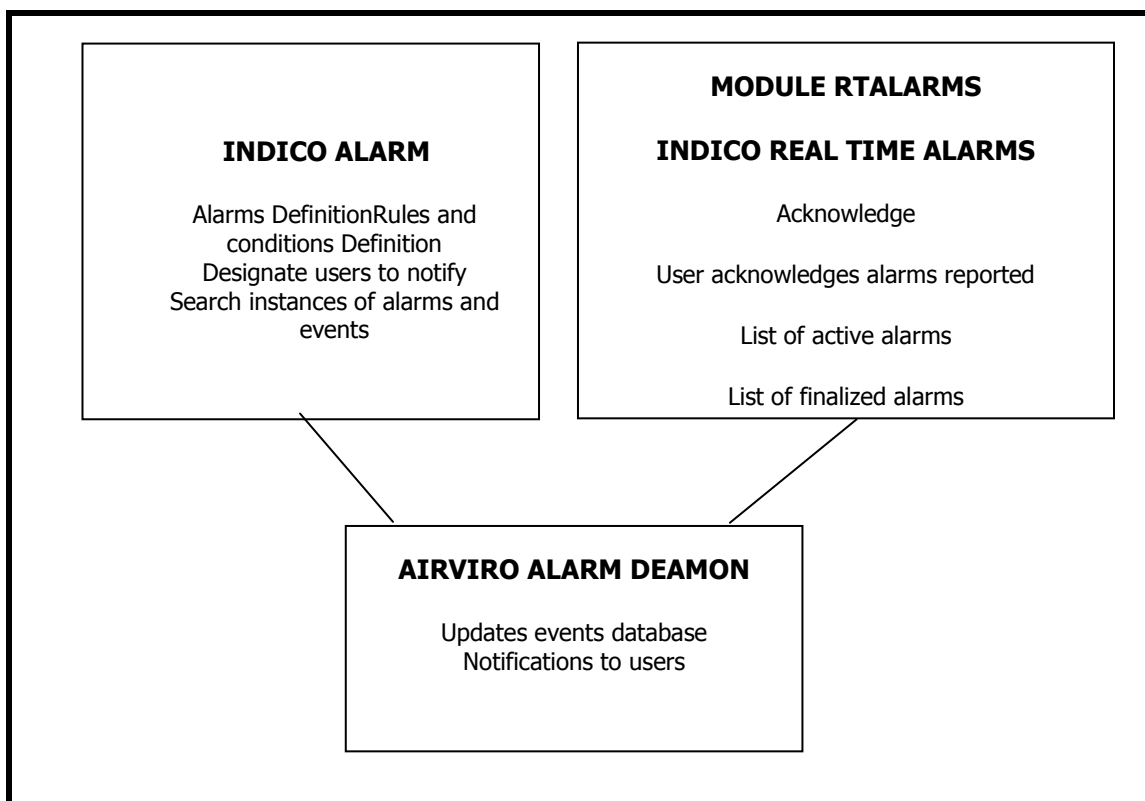 INDICO ALARM
Alarms DefinitionRules and
conditions Definition
Designate users to notify
Search instances of alarms and
events
MODULE RTALARMS
INDICO REAL TIME ALARMS
Acknowledge
User acknowledges alarms reported
List of active alarms
List of finalized alarms
AIRVIRO ALARM DEAMON
Updates events database
Notifications to users